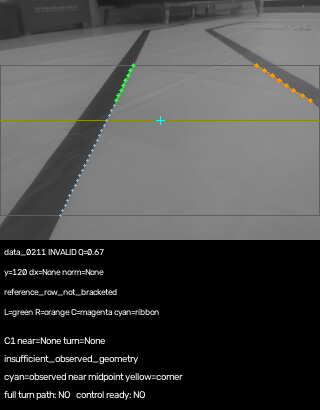 data_0211 INVALID Q=0.67
y=120 dx=None norm=None
reference_row_not_bracketed
L=green R=orange C=magenta cyan=ribbon
C1 near=None turn=None
insufficient_observed_geometry
cyan=observed near midpoint yellow=corner
full turn path: NO control ready: NO